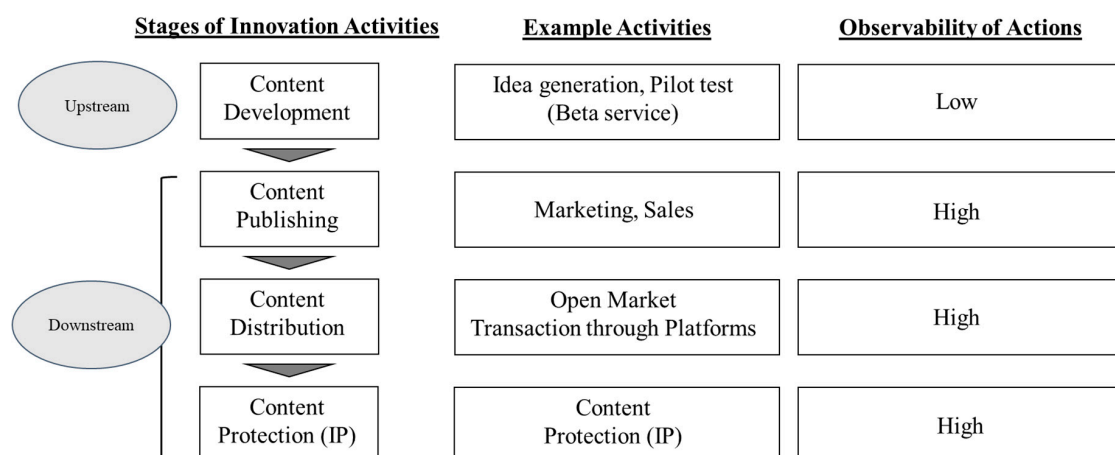 Stages of Innovation Activities
Example Activities
Observability of Actions
Upstream
Content
Development
Idea generation, Pilot test
(Beta service)
Low
Content
Publishing
Marketing, Sales
High
Downstream
Content
Distribution
Open Market
Transaction through Platforms
High
Content
Protection (IP)
Content
Protection (IP)
High